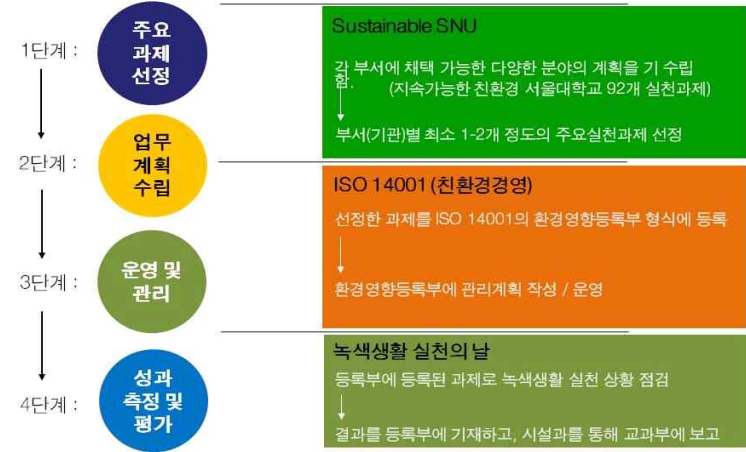 1단계 :
주요
과제
선정
Sustainable SNU
각 부서에 채택 가능한 다양한 분야의 계획을 기 수립
함.
(지속가능한 친환경 서울대학교 92개 실천과제)
부서(기관)별 최소 1-2개 정도의 주요실천과제 선정
2단계 :
업무
계획
수립
ISO 14001(친환경경영)
선정한 과제를 ISO 14001의 환경영향등록부 형식에 등록
환경영향등록부에 관리계획 작성 / 운영
3단계 :
운영 및
관리
녹색생활 실천의 날
등록부에 등록된 과제로 녹색생활 실천 상황 점검
결과를 등록부에 기재하고, 시설과를 통해 교과부에 보고
4단계 :
성과
측정 및
평가